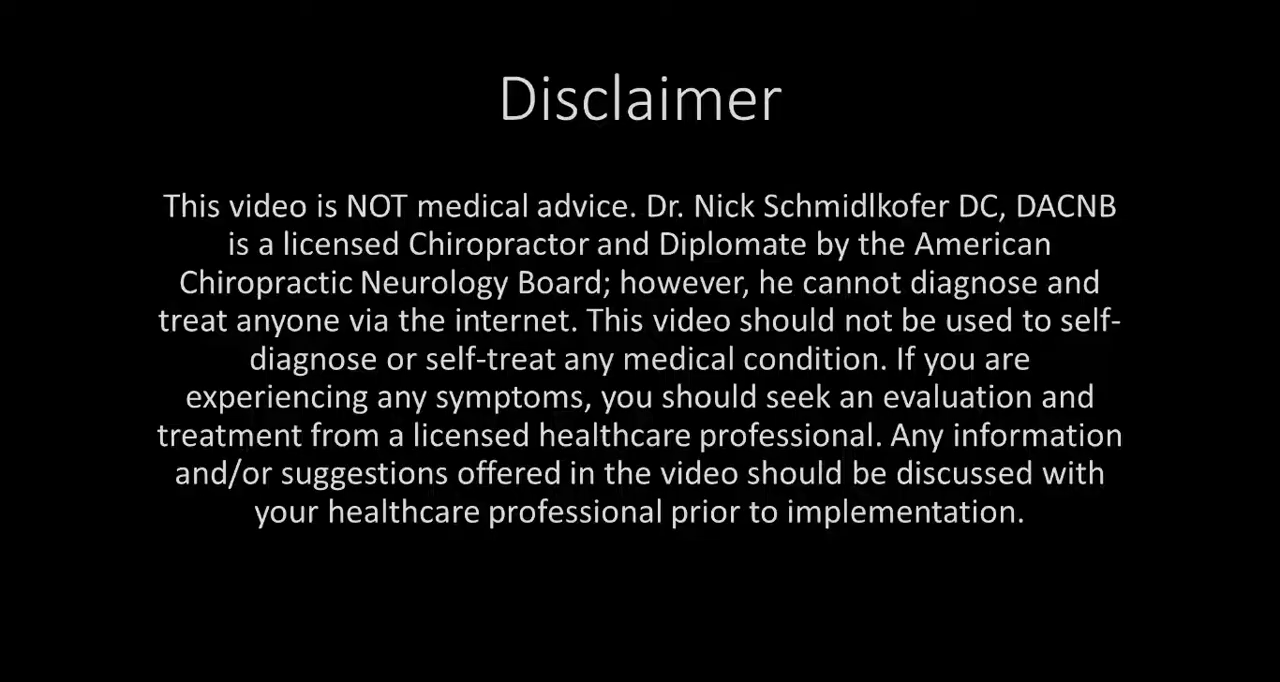 Disclaimer
This video is NOT medical advice. Dr. Nick Schmidlkofer DC, DACNB
is a licensed Chiropractor and Diplomate by the American
Chiropractic Neurology Board; however, he cannot diagnose and
treat anyone via the internet. This video should not be used to self-
diagnose or self-treat any medical condition. If you are
experiencing any symptoms, you should seek an evaluation and
treatment from a licensed healthcare professional. Any information
and/or suggestions offered in the video should be discussed with
your healthcare professional prior to implementation.